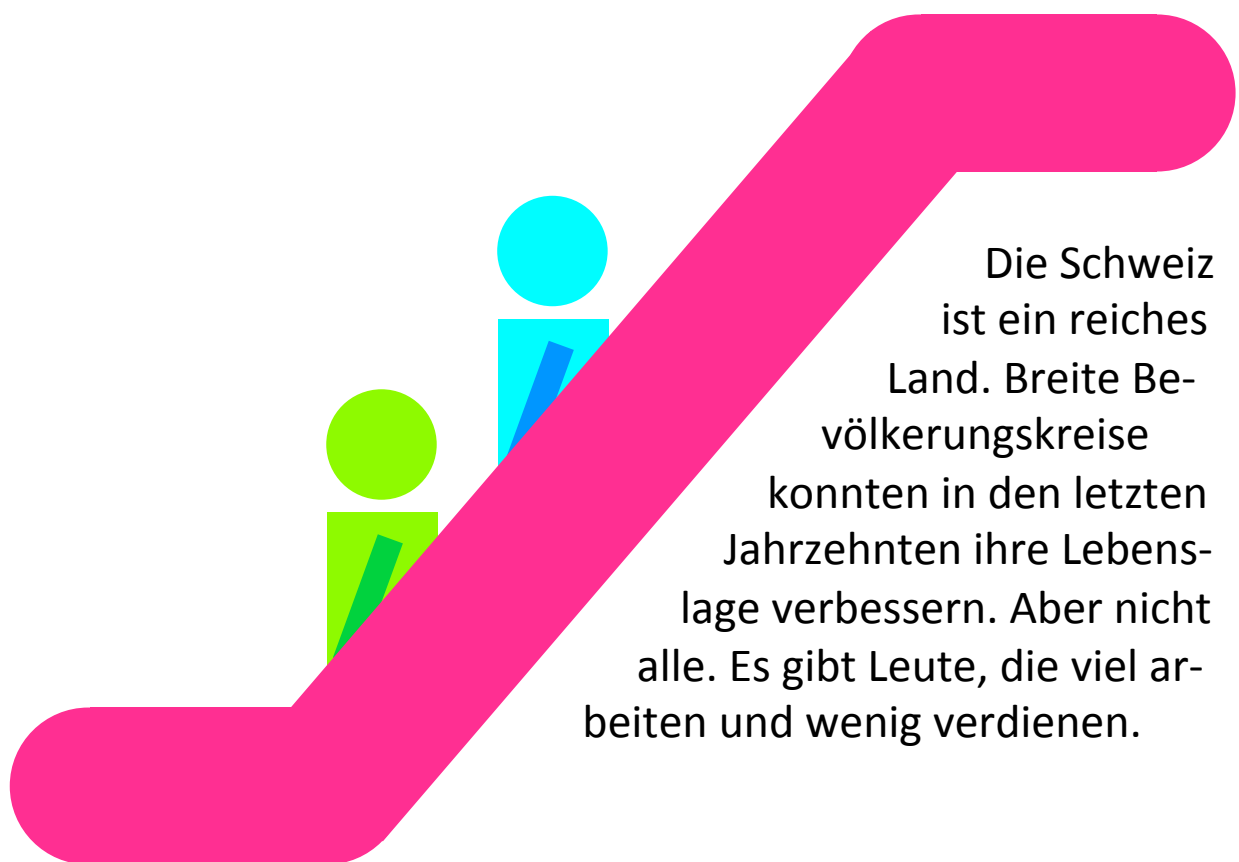 Die Schweiz
ist ein reiches
Land. Breite Be-
völkerungskreise
konnten in den letzten
Jahrzehnten ihre Lebens-
lage verbessern. Aber nicht
alle. Es gibt Leute, die viel ar-
beiten und wenig verdienen.